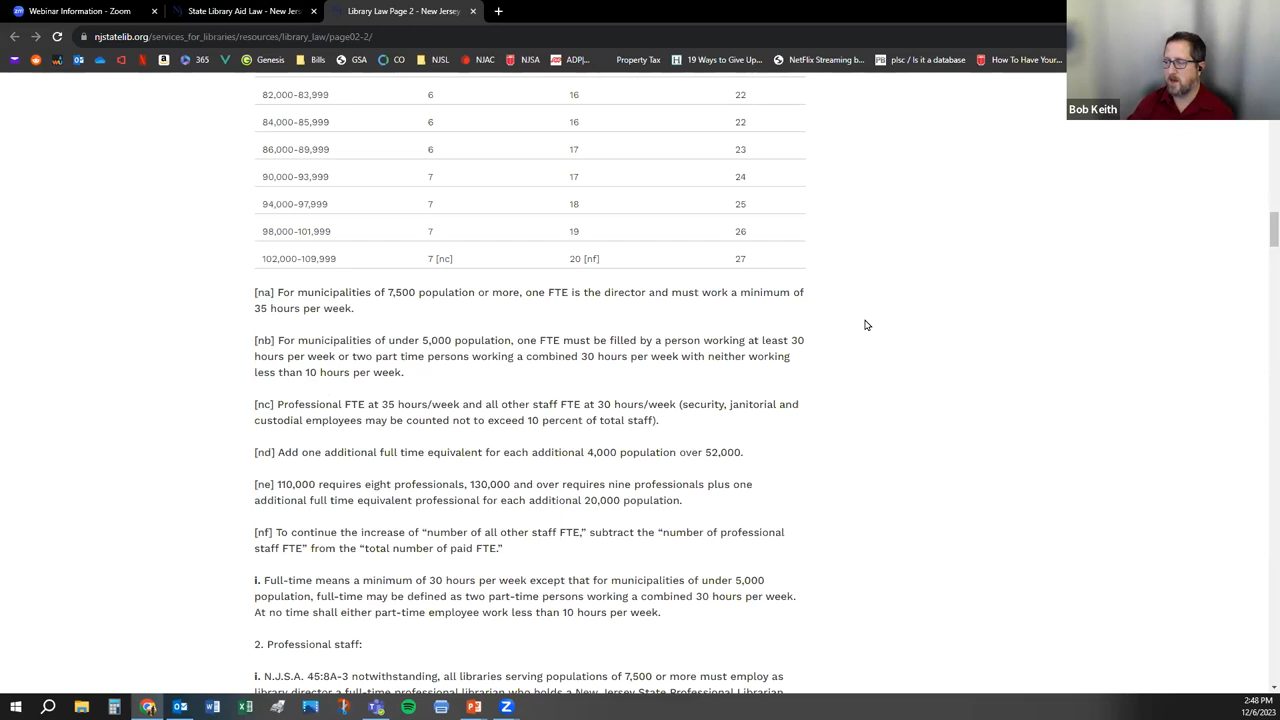 Webinar Information - Zoom
State Library Aid Law - New Jers
Library Law Page 2 - New Jersey
njstatelib.org/services_for_libraries/resources/library_law/page02-2/
365
Genesis
Bills
GSA
CO
NJSL
NJAC
NJSA
ADP|...
Property Tax
19 Ways to Give Up,...
NetFlix Streaming b...
plsc / Is it a database
How To Have Your...
Bob Keith
82,000-83,999 6 16 22
84,000-85,999 6 16 22
86,000-89,999 6 17 23
90,000-93,999 7 17 24
94,000-97,999 7 18 25
98,000-101,999 7 19 26
102,000-109,999 7 [nc] 20 [nf] 27
[na] For municipalities of 7,500 population or more, one FTE is the director and must work a minimum of
35 hours per week.
[nb] For municipalities of under 5,000 population, one FTE must be filled by a person working at least 30
hours per week or two part time persons working a combined 30 hours per week with neither working
less than 10 hours per week.
[nc] Professional FTE at 35 hours/week and all other staff FTE at 30 hours/week (security, janitorial and
custodial employees may be counted not to exceed 10 percent of total staff).
[nd] Add one additional full time equivalent for each additional 4,000 population over 52,000.
[ne] 110,000 requires eight professionals, 130,000 and over requires nine professionals plus one
additional full time equivalent professional for each additional 20,000 population.
[nf] To continue the increase of “number of all other staff FTE,” subtract the “number of professional
staff FTE” from the “total number of paid FTE.”
i. Full-time means a minimum of 30 hours per week except that for municipalities of under 5,000
population, full-time may be defined as two part-time persons working a combined 30 hours per week.
At no time shall either part-time employee work less than 10 hours per week.
2. Professional staff:
i. N.J.S.A. 45:8A-3 notwithstanding, all libraries serving populations of 7,500 or more must employ as
library director a full-time professional librarian who holds a New Jersey State Professional Librarian
2:48 PM
12/6/2023